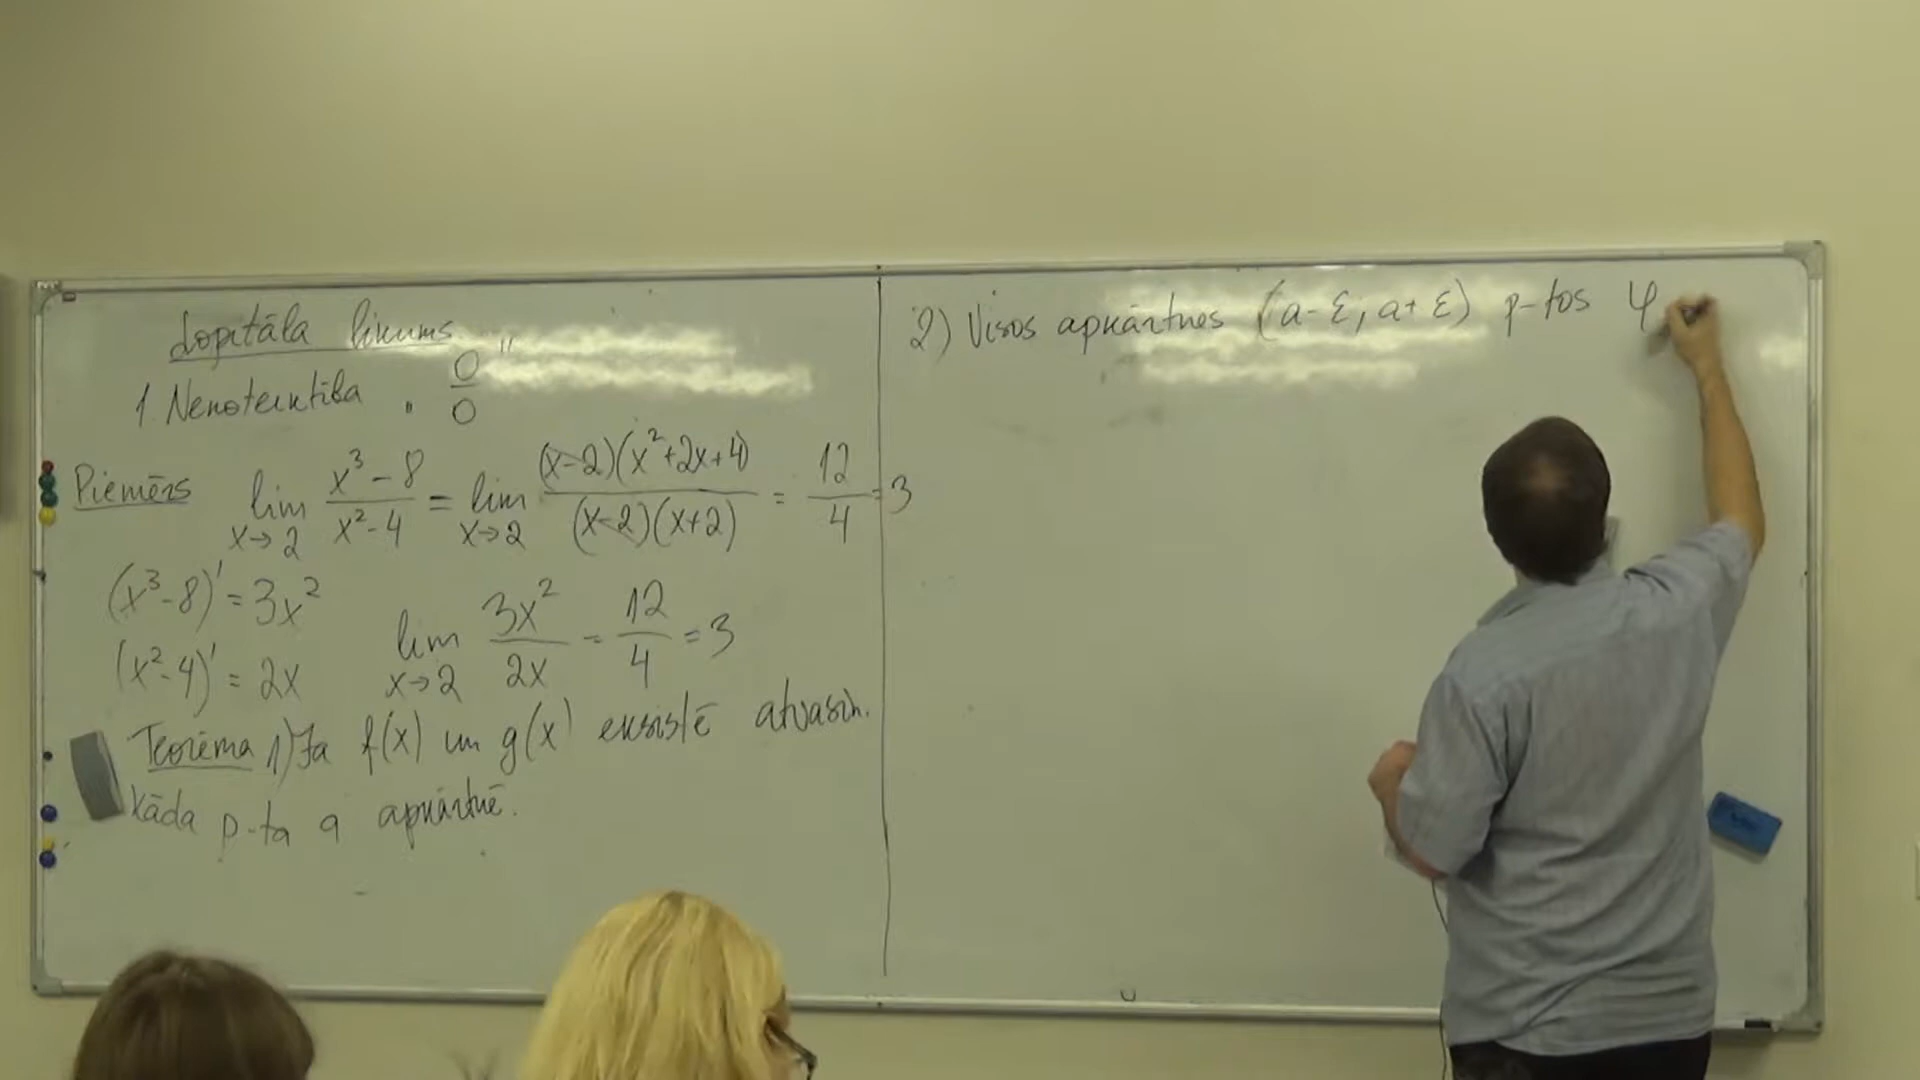 Lopitāla likums
1. Nenoteiktība " 0/0 "
Piemērs lim x→2 (x³-8)/(x²-4) = lim x→2 ((x-2)(x²+2x+4))/((x-2)(x+2)) = 12/4 = 3
(x³-8)' = 3x²
(x²-4)' = 2x
lim x→2 3x²/2x = 12/4 = 3
Teorēma 1) Ja f(x) un g(x) eksistē atvasin.
kāda p-ta a apkārtnē.
2) Visos apkārtnes (a-ε; a+ε) p-tos